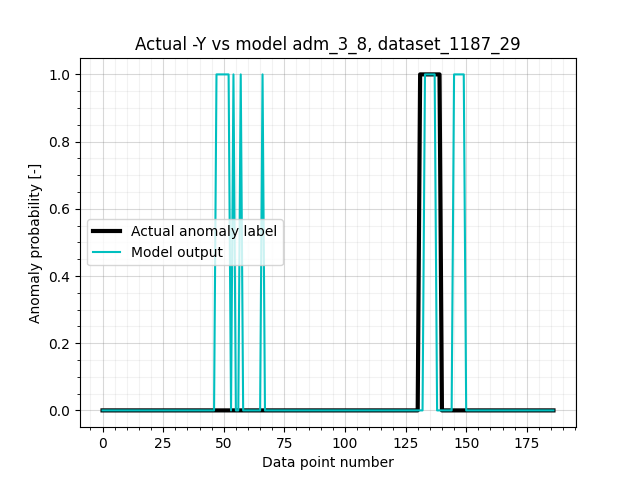 Actual -Y vs model adm_3_8, dataset_1187_29
Anomaly probability [-]
1.0
0.8
0.6
0.4
0.2
0.0
Actual anomaly label
Model output
0 25 50 75 100 125 150 175
Data point number